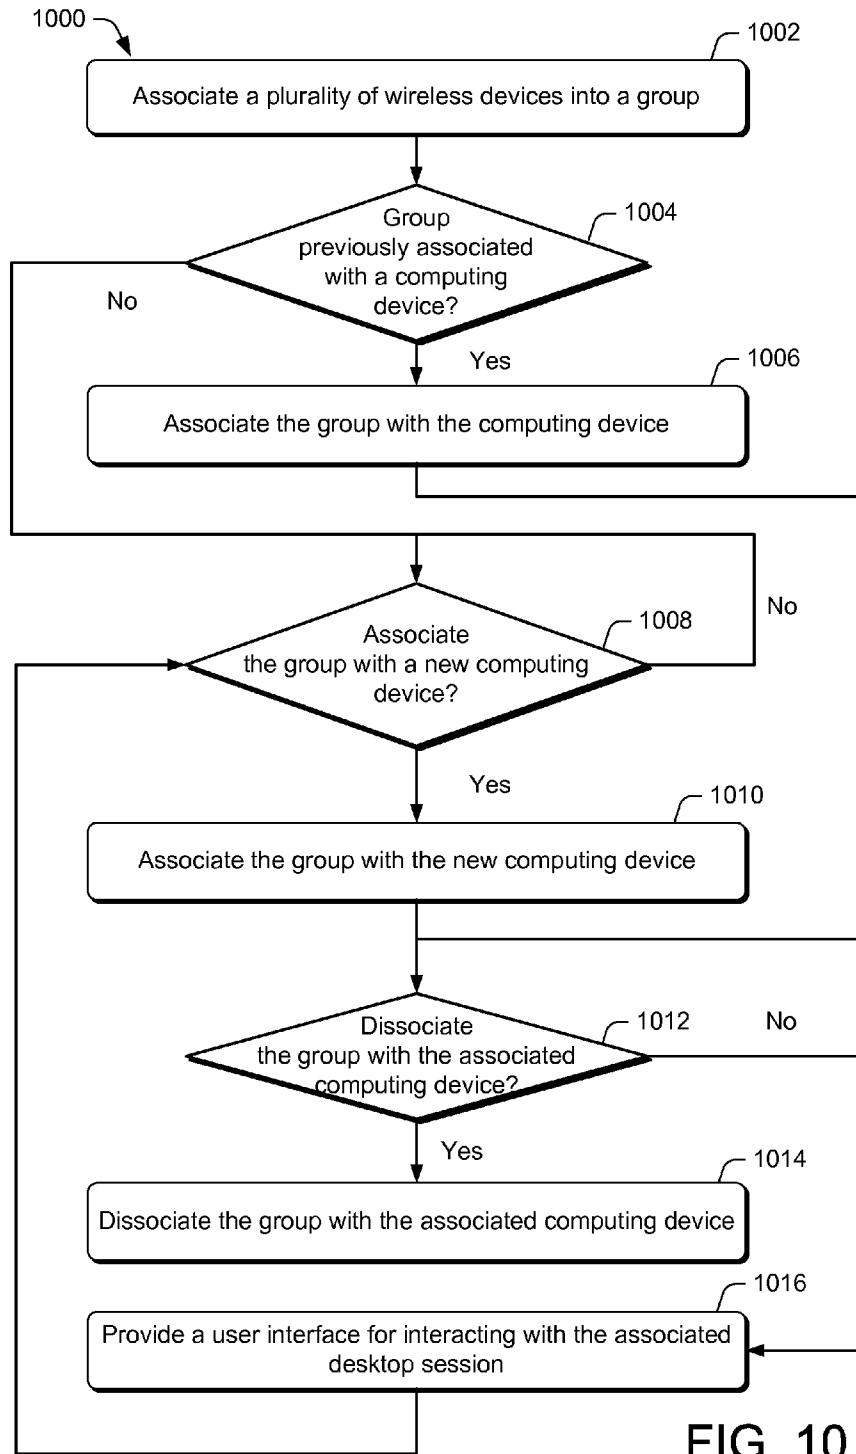 1000
1002
Associate a plurality of wireless devices into a group
1004
Group
previously associated
with a computing
device?
No
Yes
1006
Associate the group with the computing device
1008
No
Associate
the group with a new computing
device?
Yes
1010
Associate the group with the new computing device
1012
No
Dissociate
the group with the associated
computing device?
Yes
1014
Dissociate the group with the associated computing device
1016
Provide a user interface for interacting with the associated
desktop session
FIG. 10